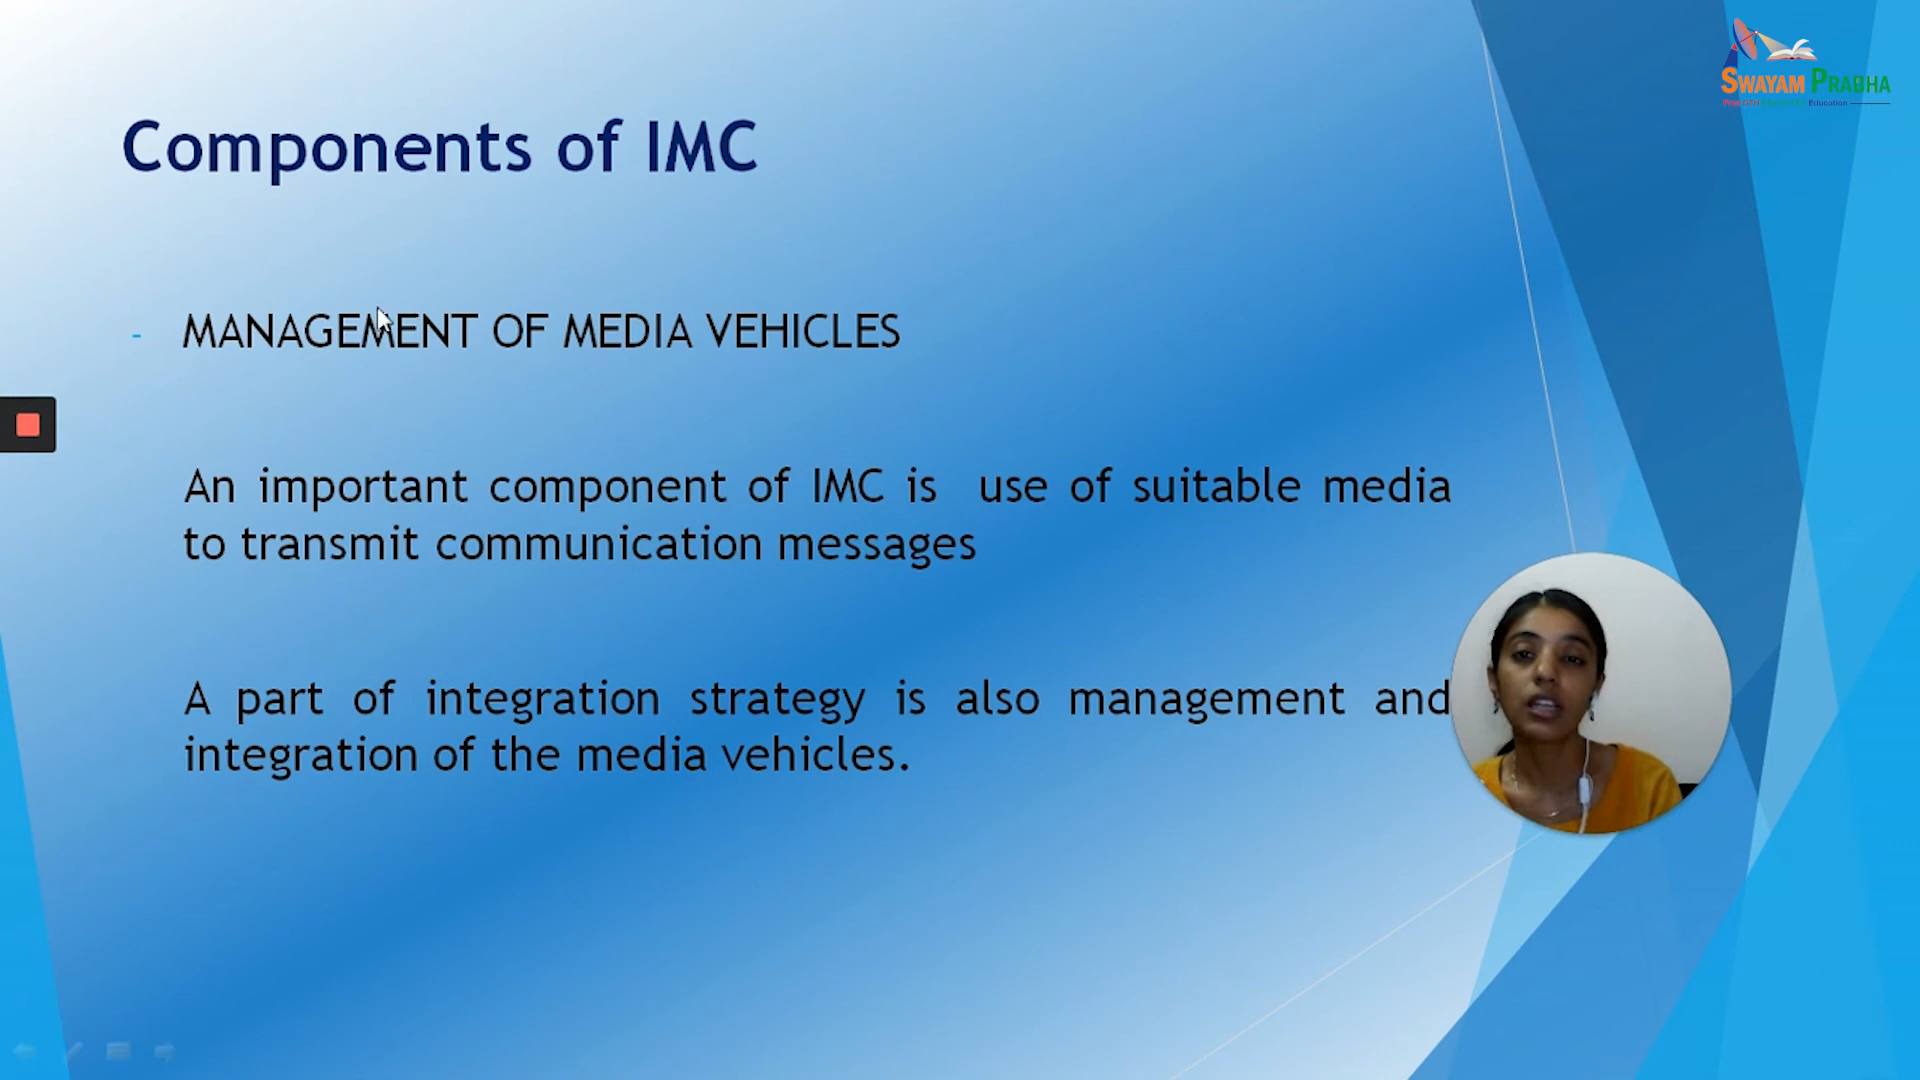 SWAYAM PRABHA
Components of IMC
- MANAGEMENT OF MEDIA VEHICLES
An important component of IMC is use of suitable media
to transmit communication messages
A part of integration strategy is also management and
integration of the media vehicles.